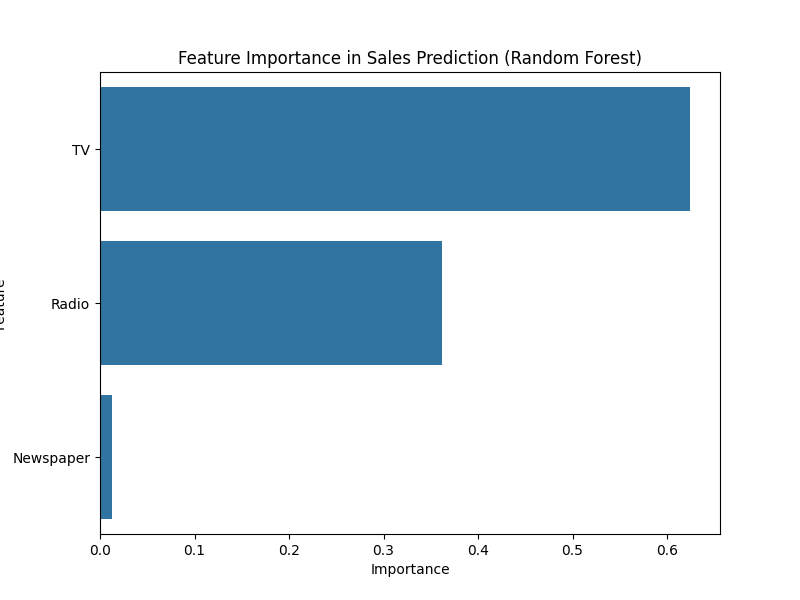 Feature Importance in Sales Prediction (Random Forest)
TV
Radio
Newspaper
Feature
0.0
0.1
0.2
0.3
0.4
0.5
0.6
Importance